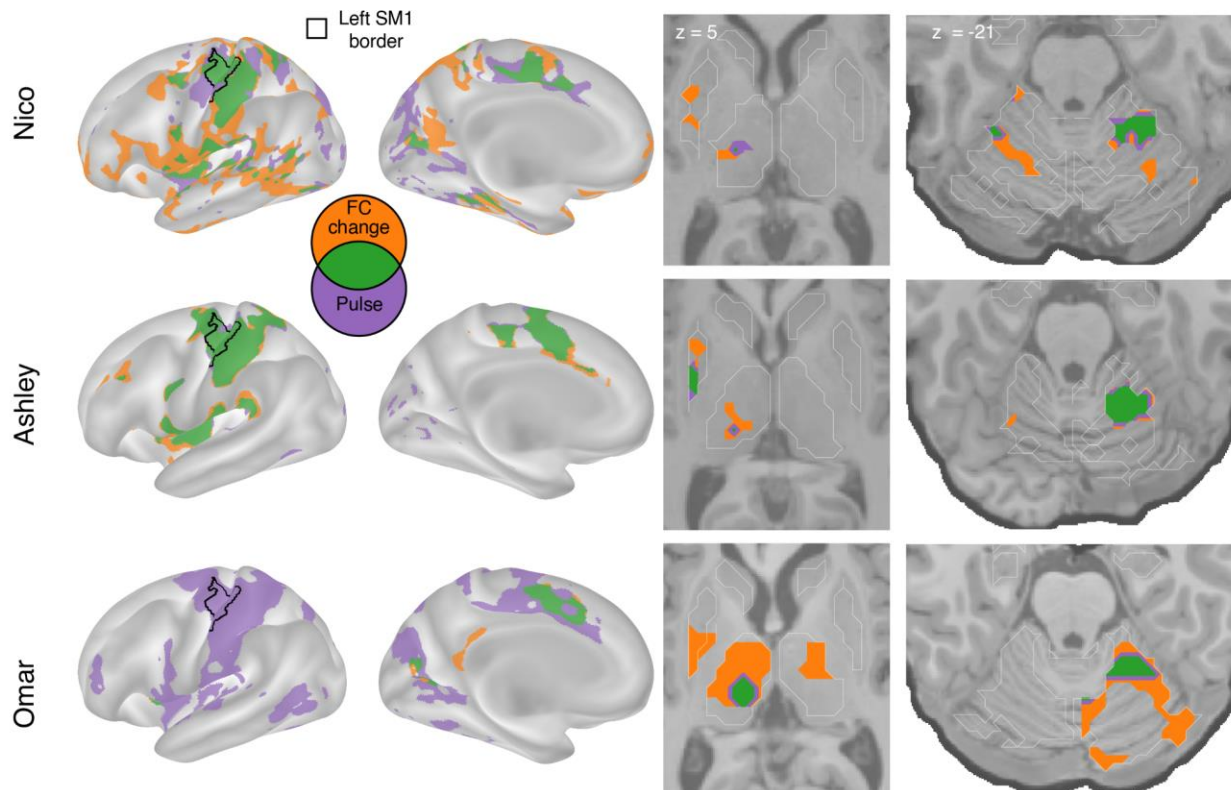 Left SM1
border
z = 5
z = -21
Nico
FC
change
Pulse
Ashley
Omar